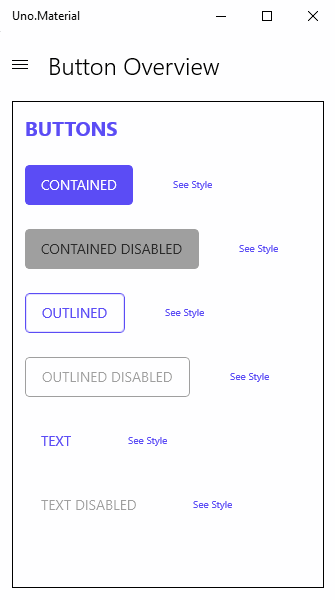 Uno.Material
Button Overview
BUTTONS
CONTAINED See Style
CONTAINED DISABLED See Style
OUTLINED See Style
OUTLINED DISABLED See Style
TEXT See Style
TEXT DISABLED See Style